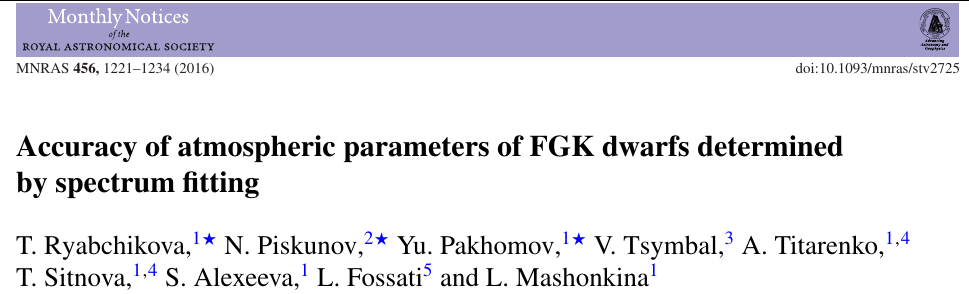 Monthly Notices
of the
ROYAL ASTRONOMICAL SOCIETY
MNRAS 456, 1221–1234 (2016)
doi:10.1093/mnras/stv2725
Accuracy of atmospheric parameters of FGK dwarfs determined
by spectrum fitting
T. Ryabchikova,1★ N. Piskunov,2★ Yu. Pakhomov,1★ V. Tsymbal,3 A. Titarenko,1,4
T. Sitnova,1,4 S. Alexeeva,1 L. Fossati5 and L. Mashonkina1